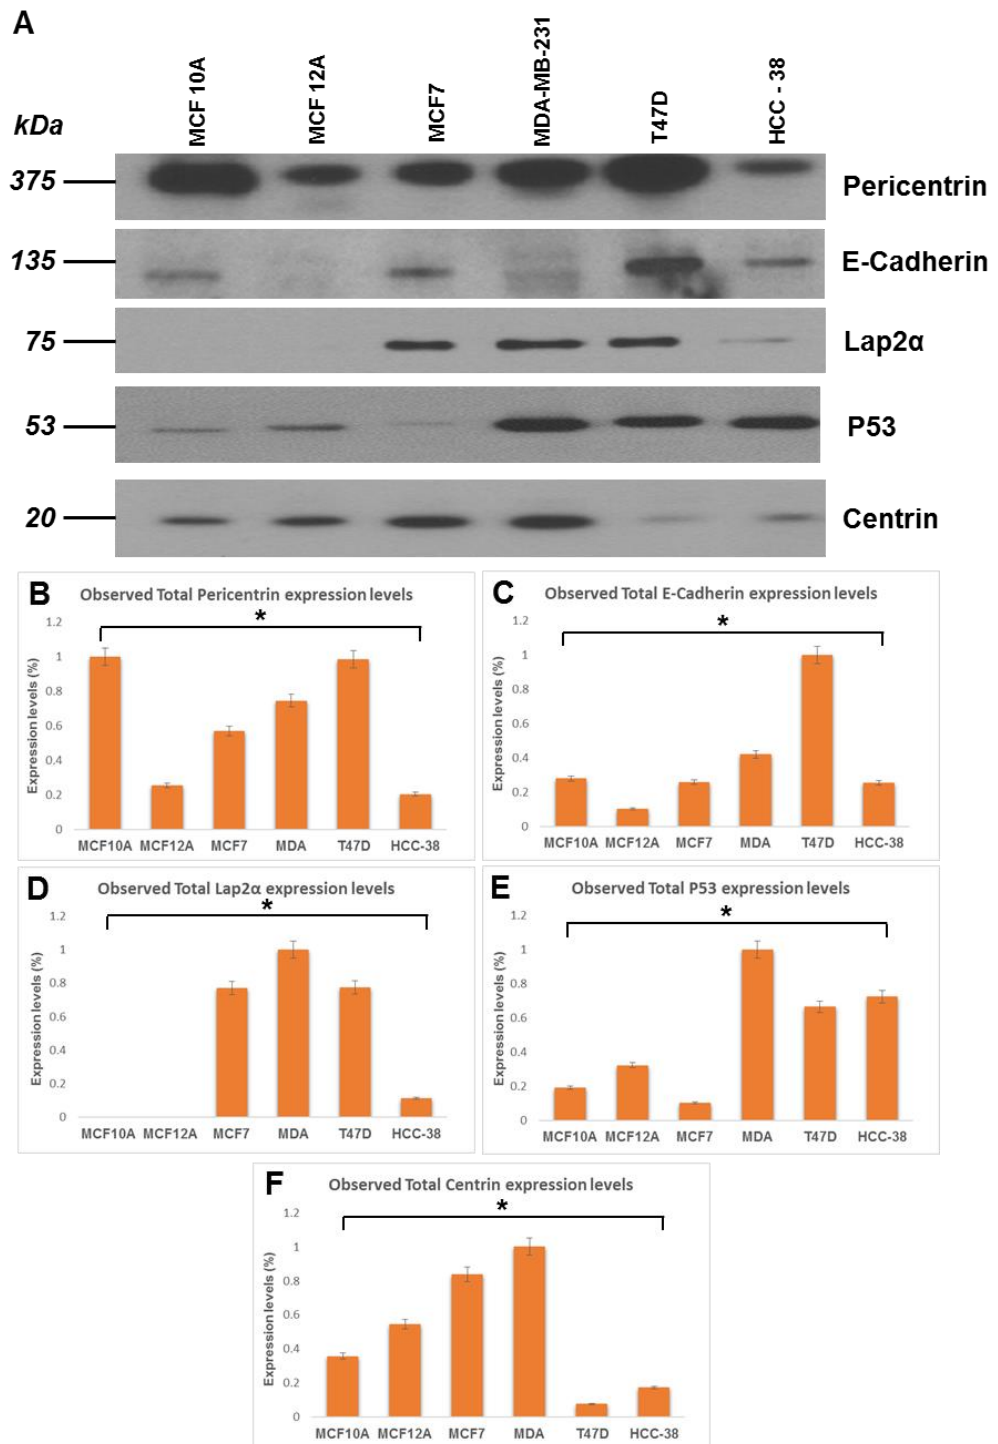 A
MCF 10A
MCF 12A
MCF7
MDA-MB-231
T47D
HCC - 38
kDa
375
Pericentrin
135
E-Cadherin
75
Lap2α
53
P53
20
Centrin
B
Observed Total Pericentrin expression levels
*
Expression levels (%)
1.2
1
0.8
0.6
0.4
0.2
0
MCF10A MCF12A MCF7 MDA T47D HCC-38
C
Observed Total E-Cadherin expression levels
*
Expression levels (%)
1.2
1
0.8
0.6
0.4
0.2
0
MCF10A MCF12A MCF7 MDA T47D HCC-38
D
Observed Total Lap2α expression levels
*
Expression levels (%)
1.2
1
0.8
0.6
0.4
0.2
0
MCF10A MCF12A MCF7 MDA T47D HCC-38
E
Observed Total P53 expression levels
*
Expression levels (%)
1.2
1
0.8
0.6
0.4
0.2
0
MCF10A MCF12A MCF7 MDA T47D HCC-38
F
Observed Total Centrin expression levels
*
Expression levels (%)
1.2
1
0.8
0.6
0.4
0.2
0
MCF10A MCF12A MCF7 MDA T47D HCC-38